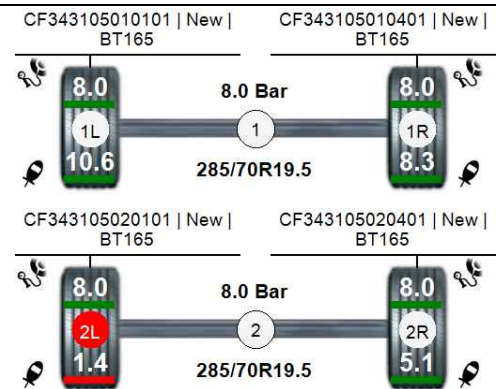 CF343105010101 | New | CF343105010401 | New |
BT165 BT165
8.0 8.0 Bar 8.0
1L 1 1R
10.6 285/70R19.5 8.3
CF343105020101 | New | CF343105020401 | New |
BT165 BT165
8.0 8.0 Bar 8.0
2L 2 2R
1.4 285/70R19.5 5.1